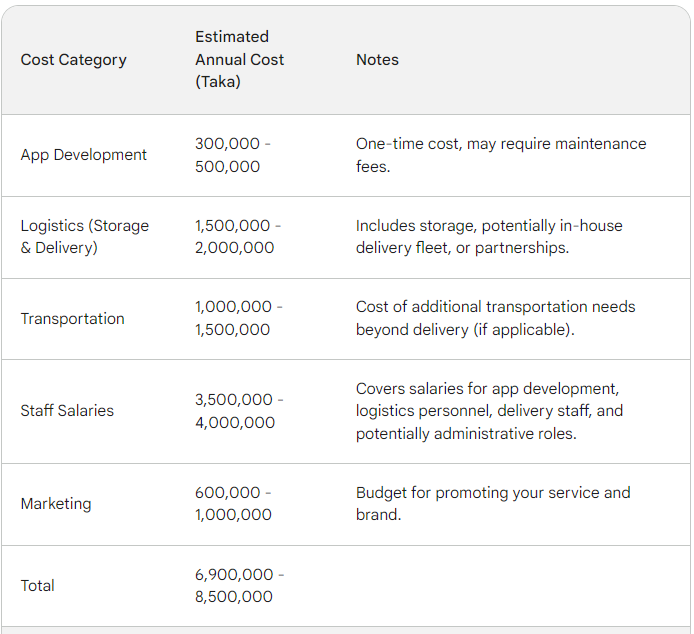 Cost Category
Estimated
Annual Cost
(Taka)
Notes
App Development
300,000 -
500,000
One-time cost, may require maintenance
fees.
Logistics (Storage
& Delivery)
1,500,000 -
2,000,000
Includes storage, potentially in-house
delivery fleet, or partnerships.
Transportation
1,000,000 -
1,500,000
Cost of additional transportation needs
beyond delivery (if applicable).
Staff Salaries
3,500,000 -
4,000,000
Covers salaries for app development,
logistics personnel, delivery staff, and
potentially administrative roles.
Marketing
600,000 -
1,000,000
Budget for promoting your service and
brand.
Total
6,900,000 -
8,500,000